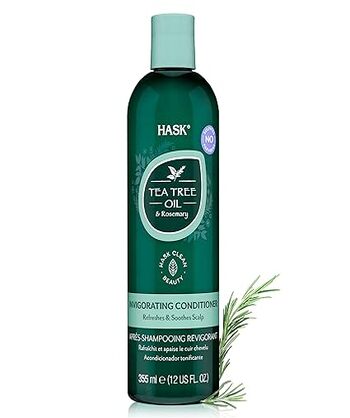 HASK®
NO
TEA TREE
OIL
& Rosemary
HASK CLEAN
BEAUTY
INVIGORATING CONDITIONER
Refreshes & Soothes Scalp
APRÈS-SHAMPOOING REVIGORANT
Rafraîchit et apaise le cuir chevelu
Acondicionador tonificante
355 ml ℮ (12 US FL. OZ.)